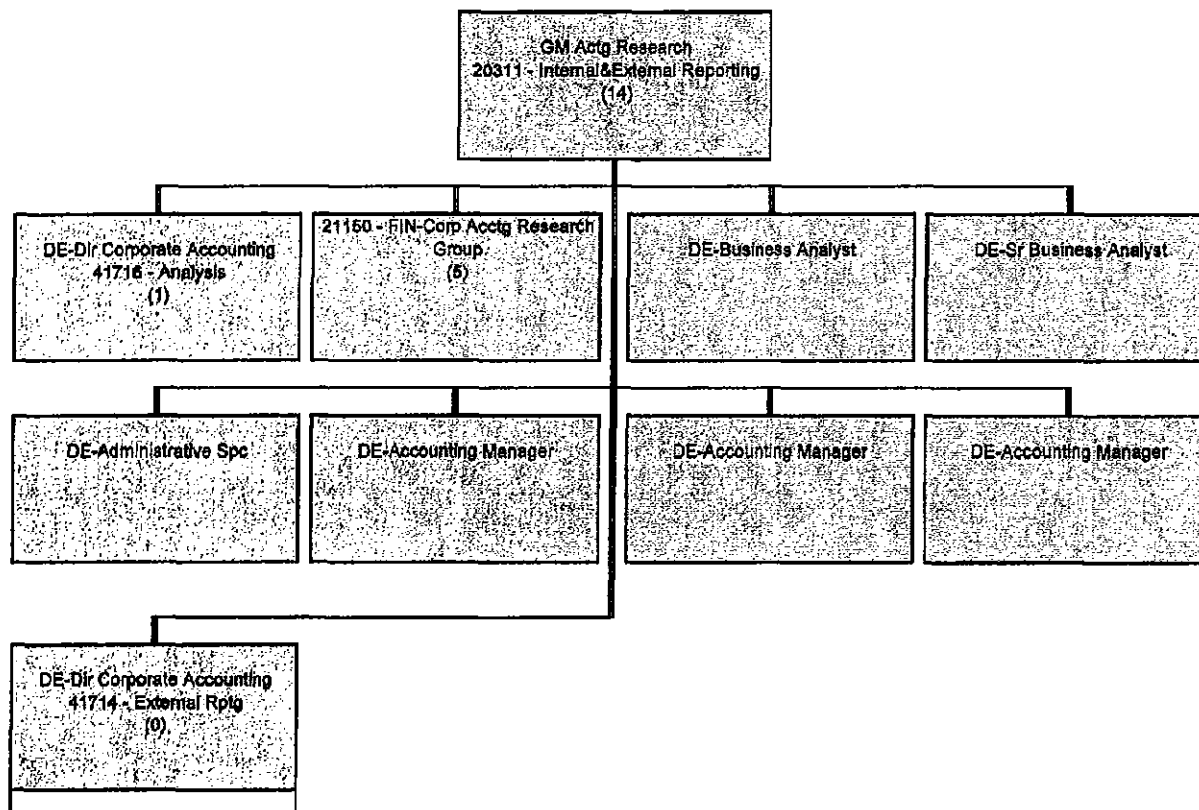 GM Actg Research
20311 - Internal&External Reporting
(14)
DE-Dir Corporate Accounting
41716 - Analysis
(1)
21150 - FIN-Corp Acctg Research
Group
(5)
DE-Business Analyst
DE-Sr Business Analyst
DE-Administrative Spc
DE-Accounting Manager
DE-Accounting Manager
DE-Accounting Manager
DE-Dir Corporate Accounting
41714 - External Rptg
(0)